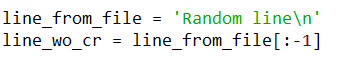 line_from_file = 'Random line\n'
line_wo_cr = line_from_file[:-1]